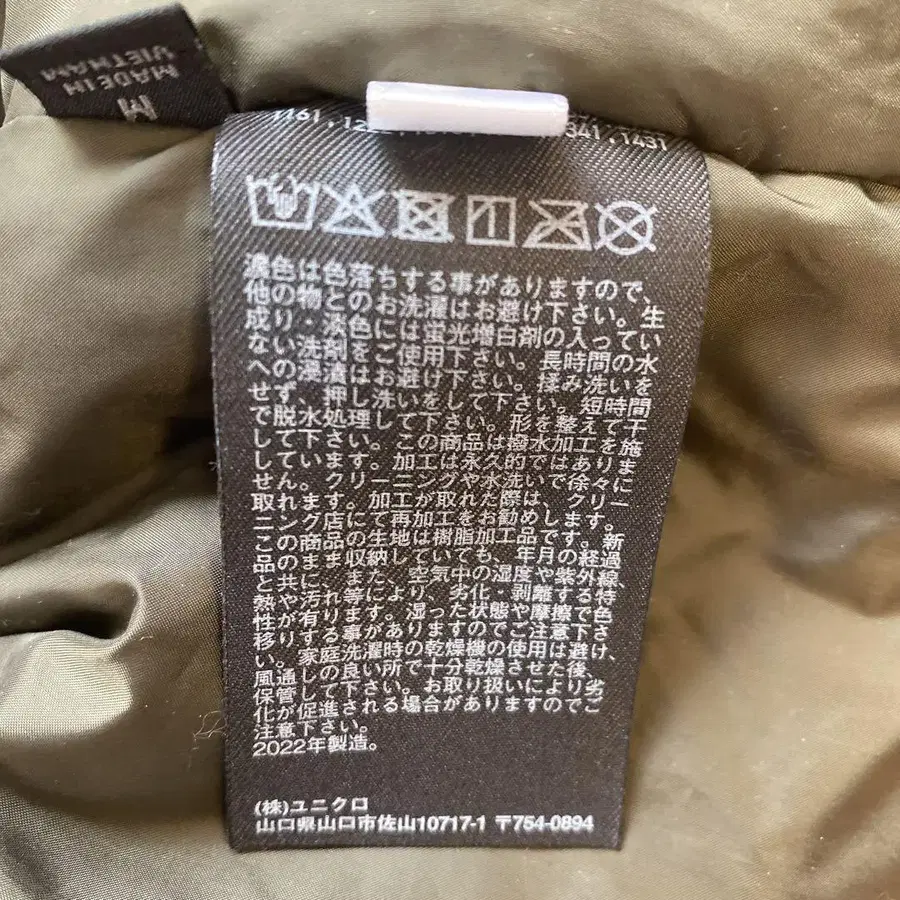 M
MADE IN
VIETNAM
1161,12
341,1431
濃色は色落ちする事がありますので、
他の物とのお洗濯はお避け下さい。生
成り・淡色には蛍光増白剤の入ってい
ない洗剤をご使用下さい。長時間の水
への浸漬はお避け下さい。揉み洗いを
せず、押し洗いをして下さい。短時間
で脱水処理して下さい。形を整えて干
して下さい。この商品は撥水加工を施
しています。加工は永久的ではありま
せん。クリーニングや水洗いで徐々に
取れます。加工が取れた際は、クリー
ニング店にて再加工をお勧めします。
この商品の生地は樹脂加工品です。新
品のまま収納していても、年月の経過
と共に、また、空気中の湿度や紫外線、
熱や汚れ等により、劣化・剥離する特
性が有ります。湿った状態や摩擦で色
移りする事がありますのでご注意下さ
い。家庭洗濯時の乾燥機の使用は避け、
風通しの良い所で十分乾燥させた後、
保管して下さい。お取り扱いにより劣
化が促進される場合がありますのでご
注意下さい。
2022年製造。
(株)ユニクロ
山口県山口市佐山10717-1 〒754-0894